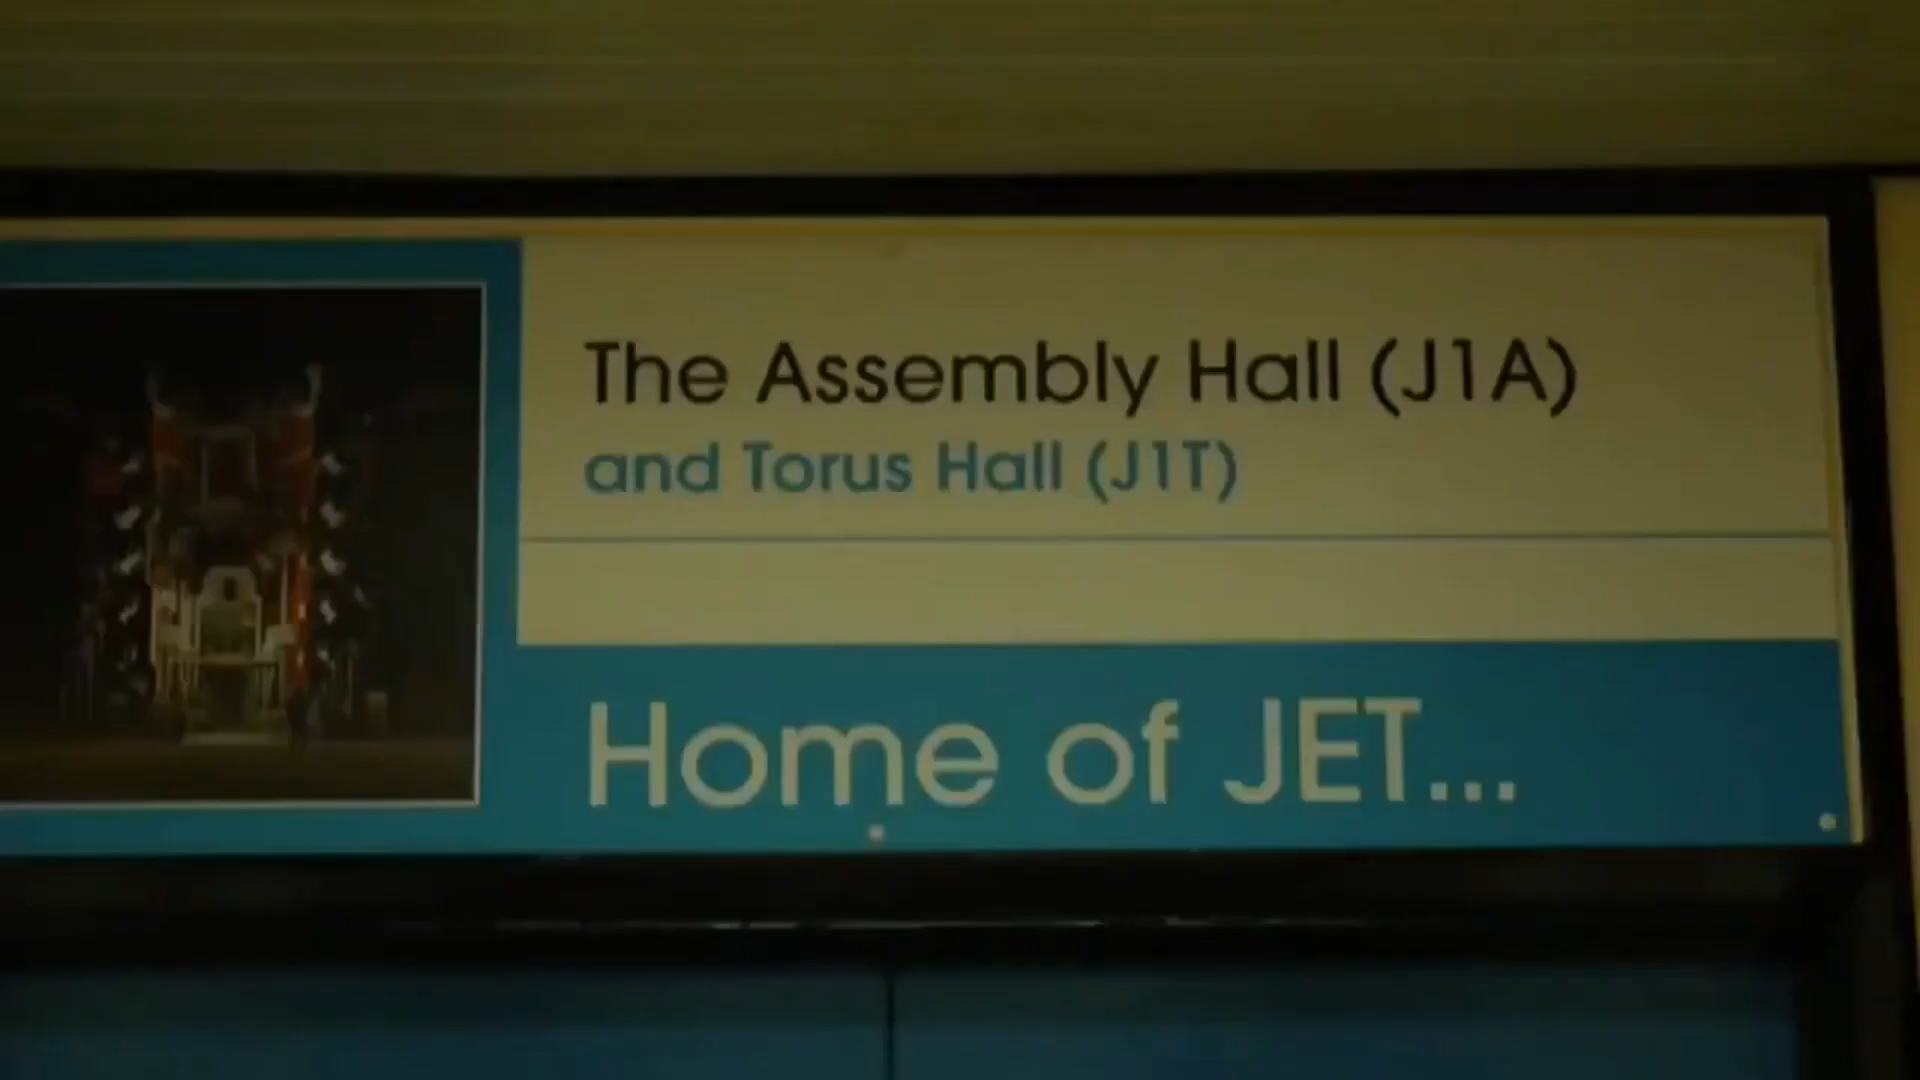 The Assembly Hall (J1A)
and Torus Hall (J1T)
Home of JET...